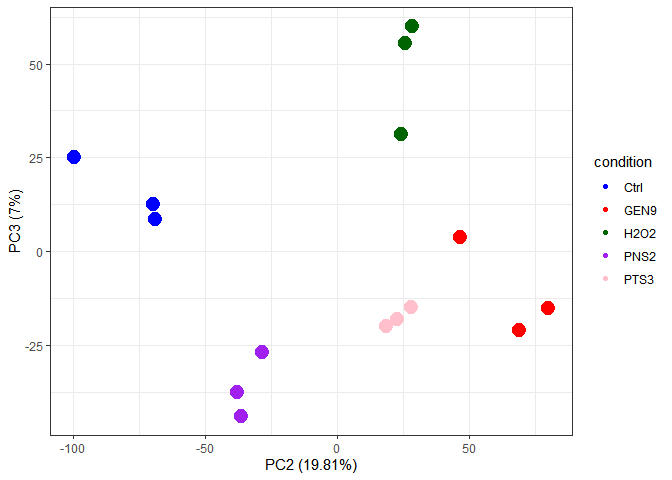 50
25
0
-25
PC3 (7%)
-100
-50
0
50
PC2 (19.81%)
condition
Ctrl
GEN9
H2O2
PNS2
PTS3